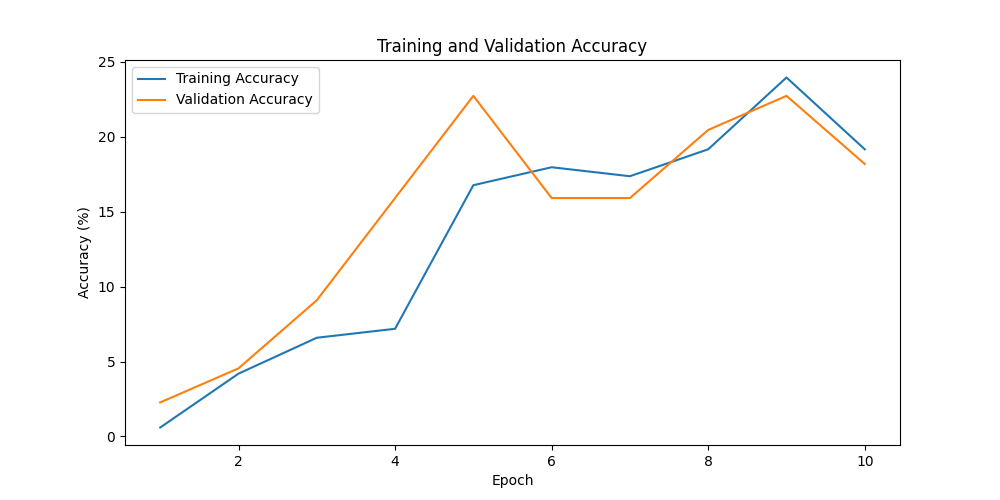 Training and Validation Accuracy
Training Accuracy
Validation Accuracy
Accuracy (%)
25
20
15
10
5
0
2 4 6 8 10
Epoch